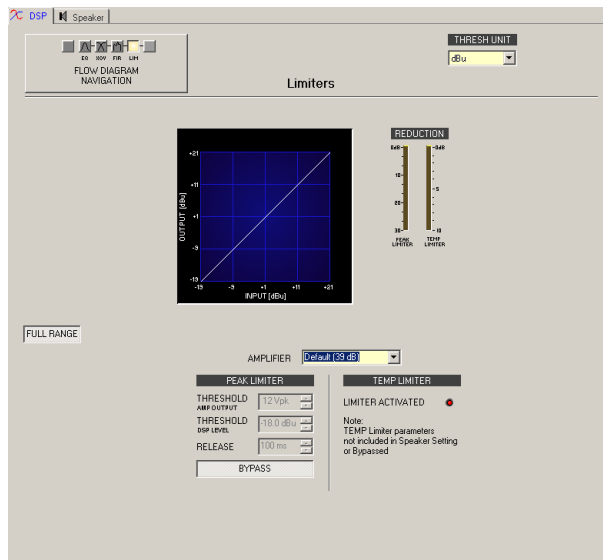 DSP Speaker
THRESH UNIT
dBu
EQ XOV FIR LIM
FLOW DIAGRAM
NAVIGATION
Limiters
REDUCTION
+21
+11
+1
-9
-19
OUTPUT [dBu]
-19 -9 +1 +11 +21
INPUT [dBu]
0dB -0dB
10-
-5
20-
30- -10
PEAK
LIMITER
TEMP
LIMITER
FULL RANGE
AMPLIFIER Default (39 dB)
PEAK LIMITER
THRESHOLD
AMP OUTPUT
12 Vpk
THRESHOLD
DSP LEVEL
-18.0 dBu
RELEASE 100 ms
BYPASS
TEMP LIMITER
LIMITER ACTIVATED
Note:
TEMP Limiter parameters
not included in Speaker Setting
or Bypassed